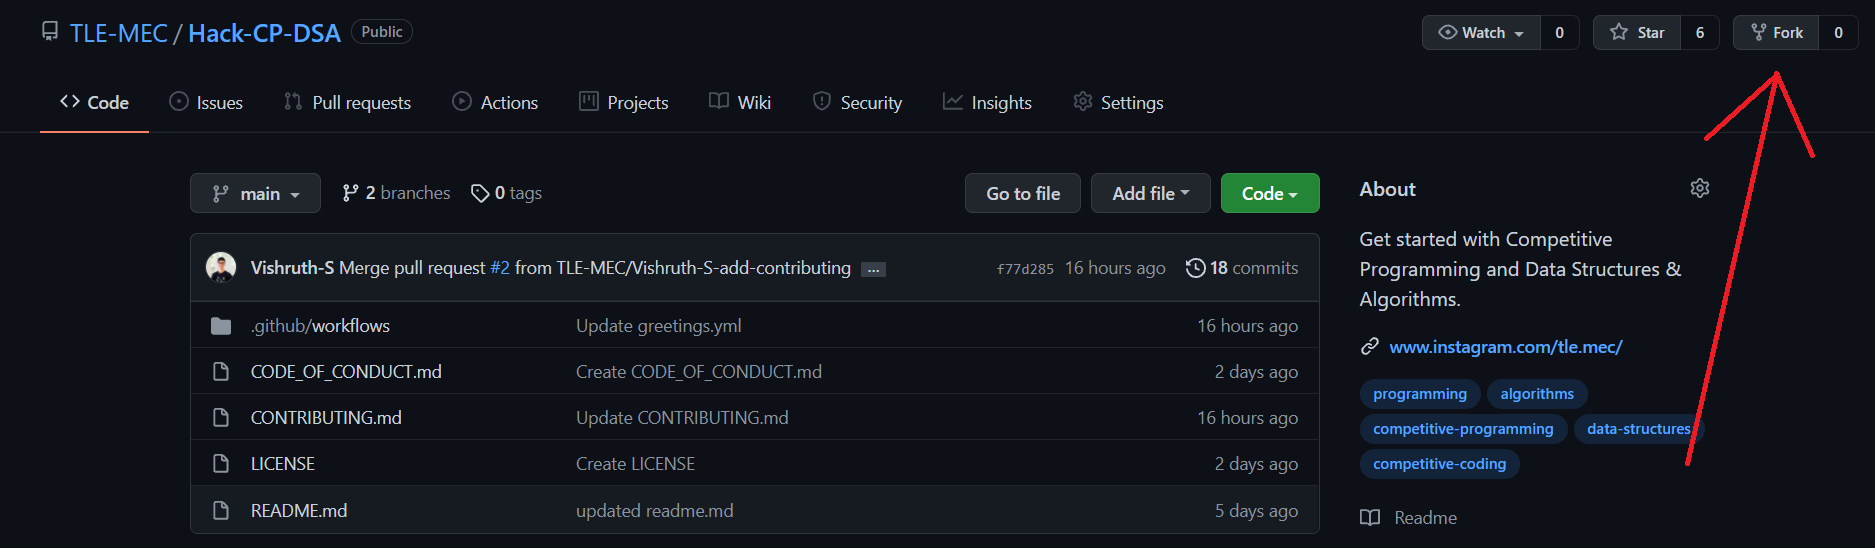 TLE-MEC / Hack-CP-DSA Public Watch 0 Star 6 Fork 0
Code Issues Pull requests Actions Projects Wiki Security Insights Settings
main 2 branches 0 tags Go to file Add file Code
Vishruth-S Merge pull request #2 from TLE-MEC/Vishruth-S-add-contributing ... f77d285 16 hours ago 18 commits
.github/workflows Update greetings.yml 16 hours ago
CODE_OF_CONDUCT.md Create CODE_OF_CONDUCT.md 2 days ago
CONTRIBUTING.md Update CONTRIBUTING.md 16 hours ago
LICENSE Create LICENSE 2 days ago
README.md updated readme.md 5 days ago
About
Get started with Competitive
Programming and Data Structures &
Algorithms.
www.instagram.com/tle.mec/
programming algorithms
competitive-programming data-structures
competitive-coding
Readme